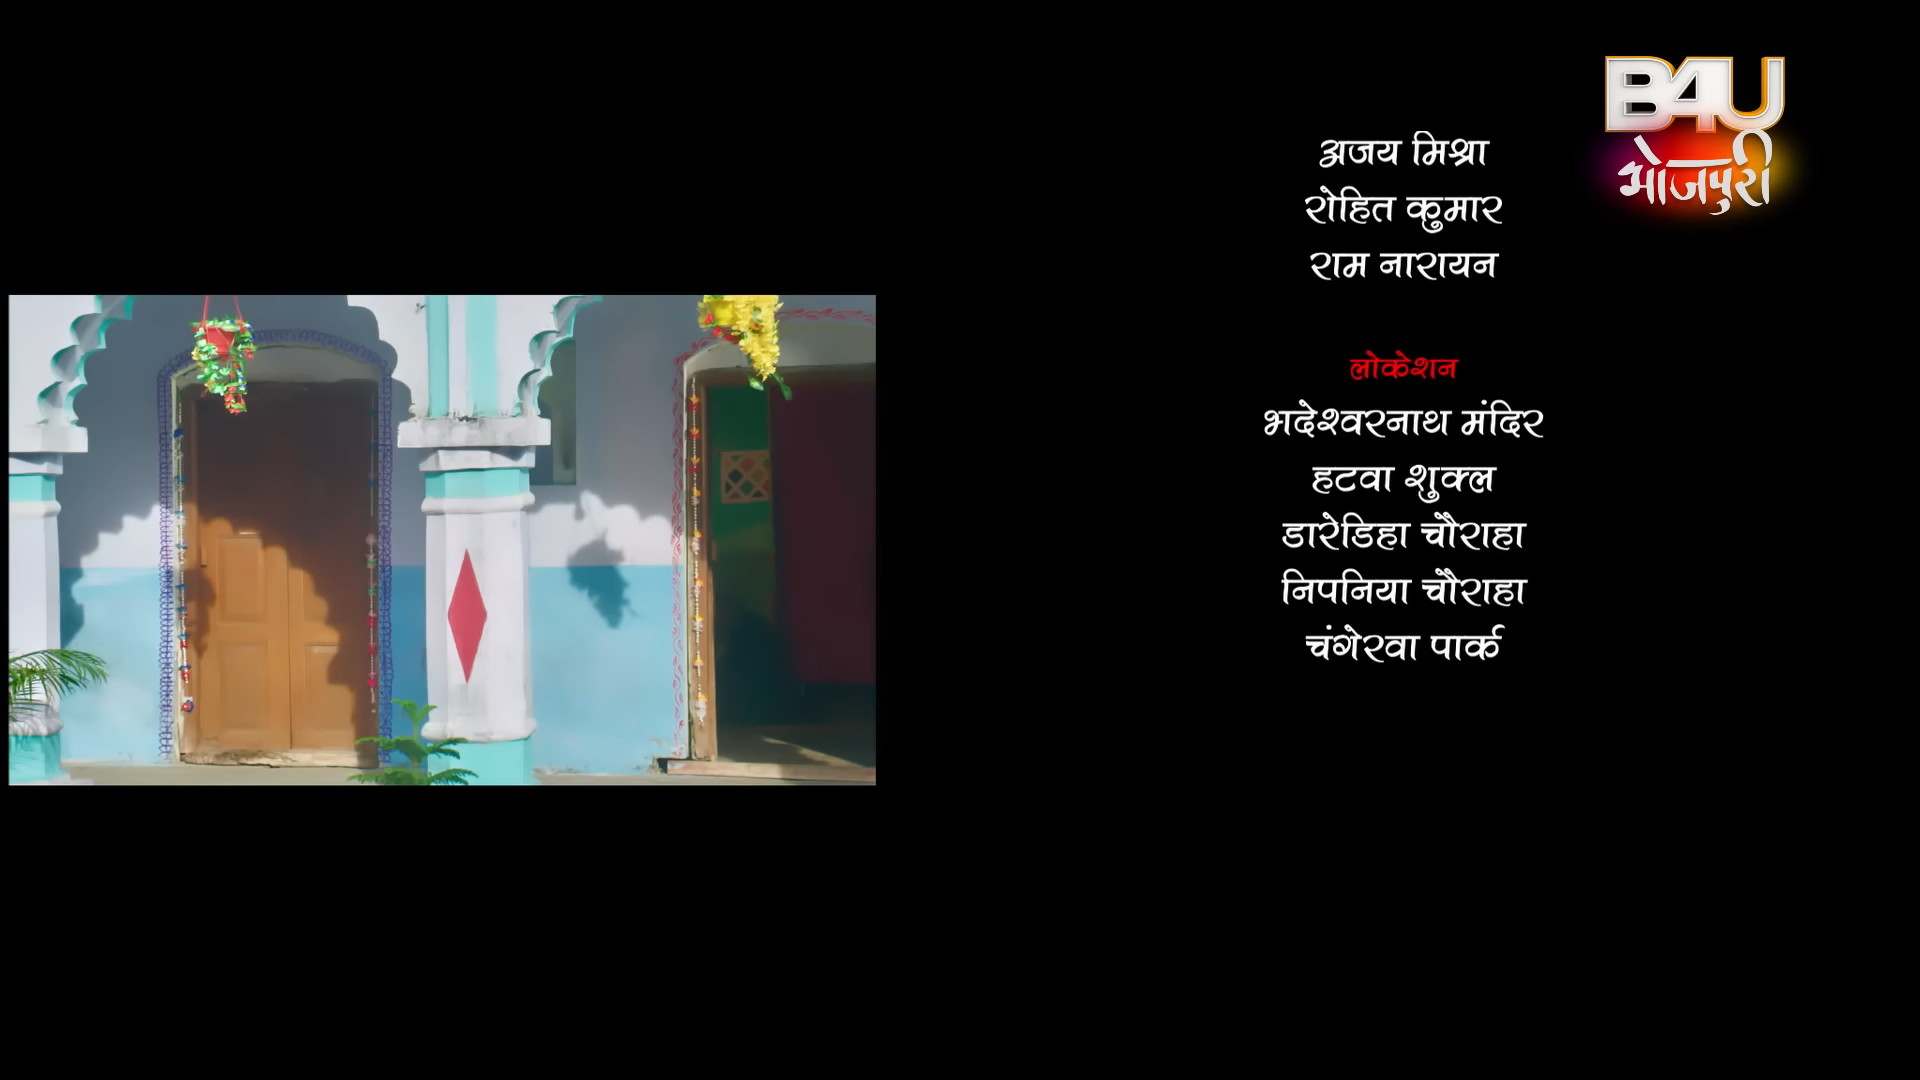 B4U
भोजपुरी
अजय मिश्रा
रोहित कुमार
राम नारायन
लोकेशन
भदेश्वरनाथ मंदिर
हटवा शुक्ल
डारेडिहा चौराहा
निपनिया चौराहा
चंगेरवा पार्क